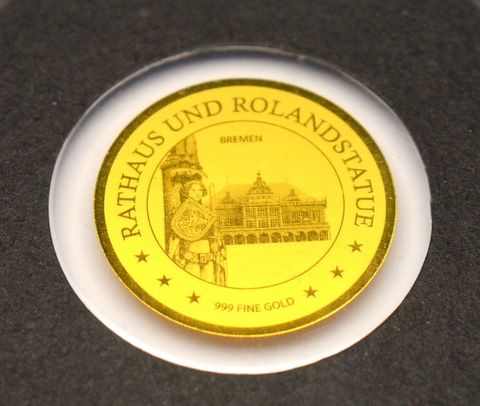 RATHAUS UND ROLANDSTATUE
BREMEN
999 FINE GOLD